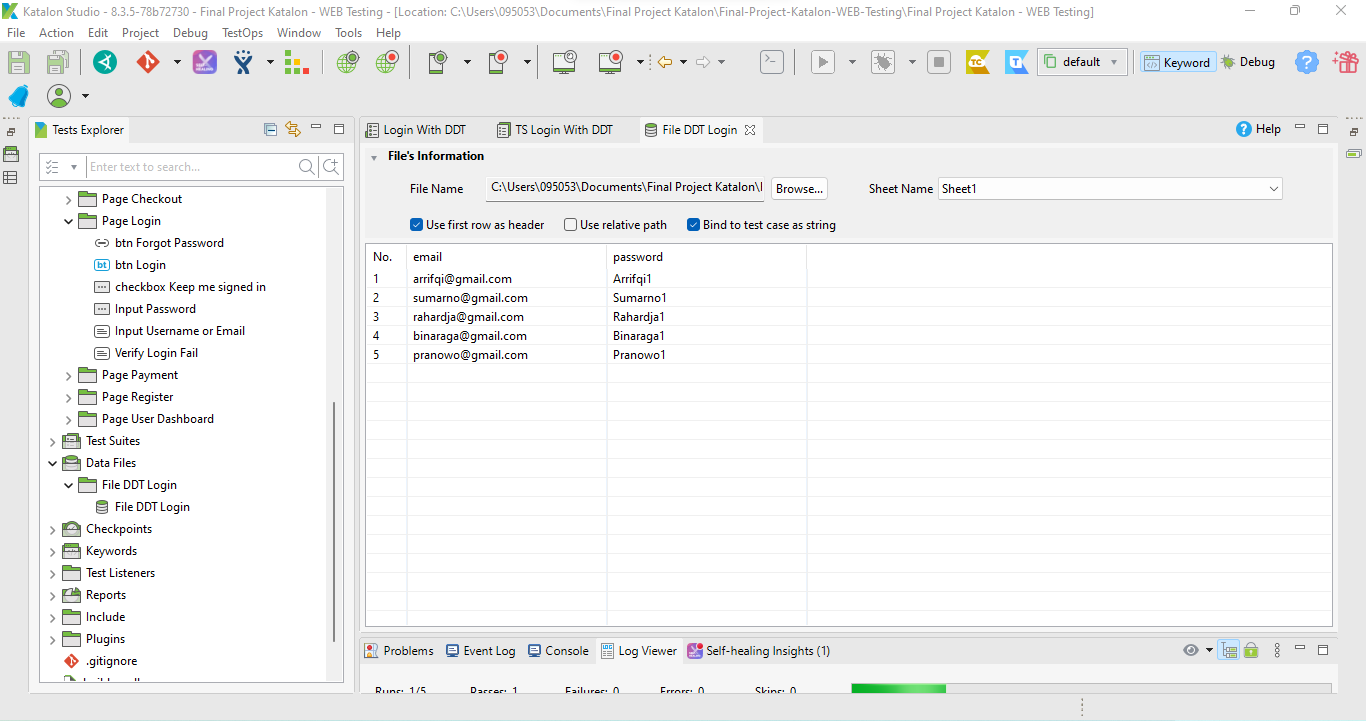 Katalon Studio - 8.3.5-78b72730 - Final Project Katalon - WEB Testing - [Location: C:\Users\095053\Documents\Final Project Katalon\Final-Project-Katalon-WEB-Testing\Final Project Katalon - WEB Testing]
File Action Edit Project Debug TestOps Window Tools Help
TC T default Keyword Debug
Tests Explorer
Enter text to search...
Page Checkout
Page Login
btn Forgot Password
bt btn Login
checkbox Keep me signed in
Input Password
Input Username or Email
Verify Login Fail
Page Payment
Page Register
Page User Dashboard
Test Suites
Data Files
File DDT Login
File DDT Login
Checkpoints
Keywords
Test Listeners
Reports
Include
Plugins
.gitignore
Login With DDT TS Login With DDT File DDT Login Help
File's Information
File Name C:\Users\095053\Documents\Final Project Katalon\I Browse... Sheet Name Sheet1
Use first row as header Use relative path Bind to test case as string
No. email password
1 arrifqi@gmail.com Arrifqi1
2 sumarno@gmail.com Sumarno1
3 rahardja@gmail.com Rahardja1
4 binaraga@gmail.com Binaraga1
5 pranowo@gmail.com Pranowo1
Problems Event Log Console Log Viewer Self-healing Insights (1)
Runs: 1/5 Passes: 1 Failures: 0 Errors: 0 Skips: 0